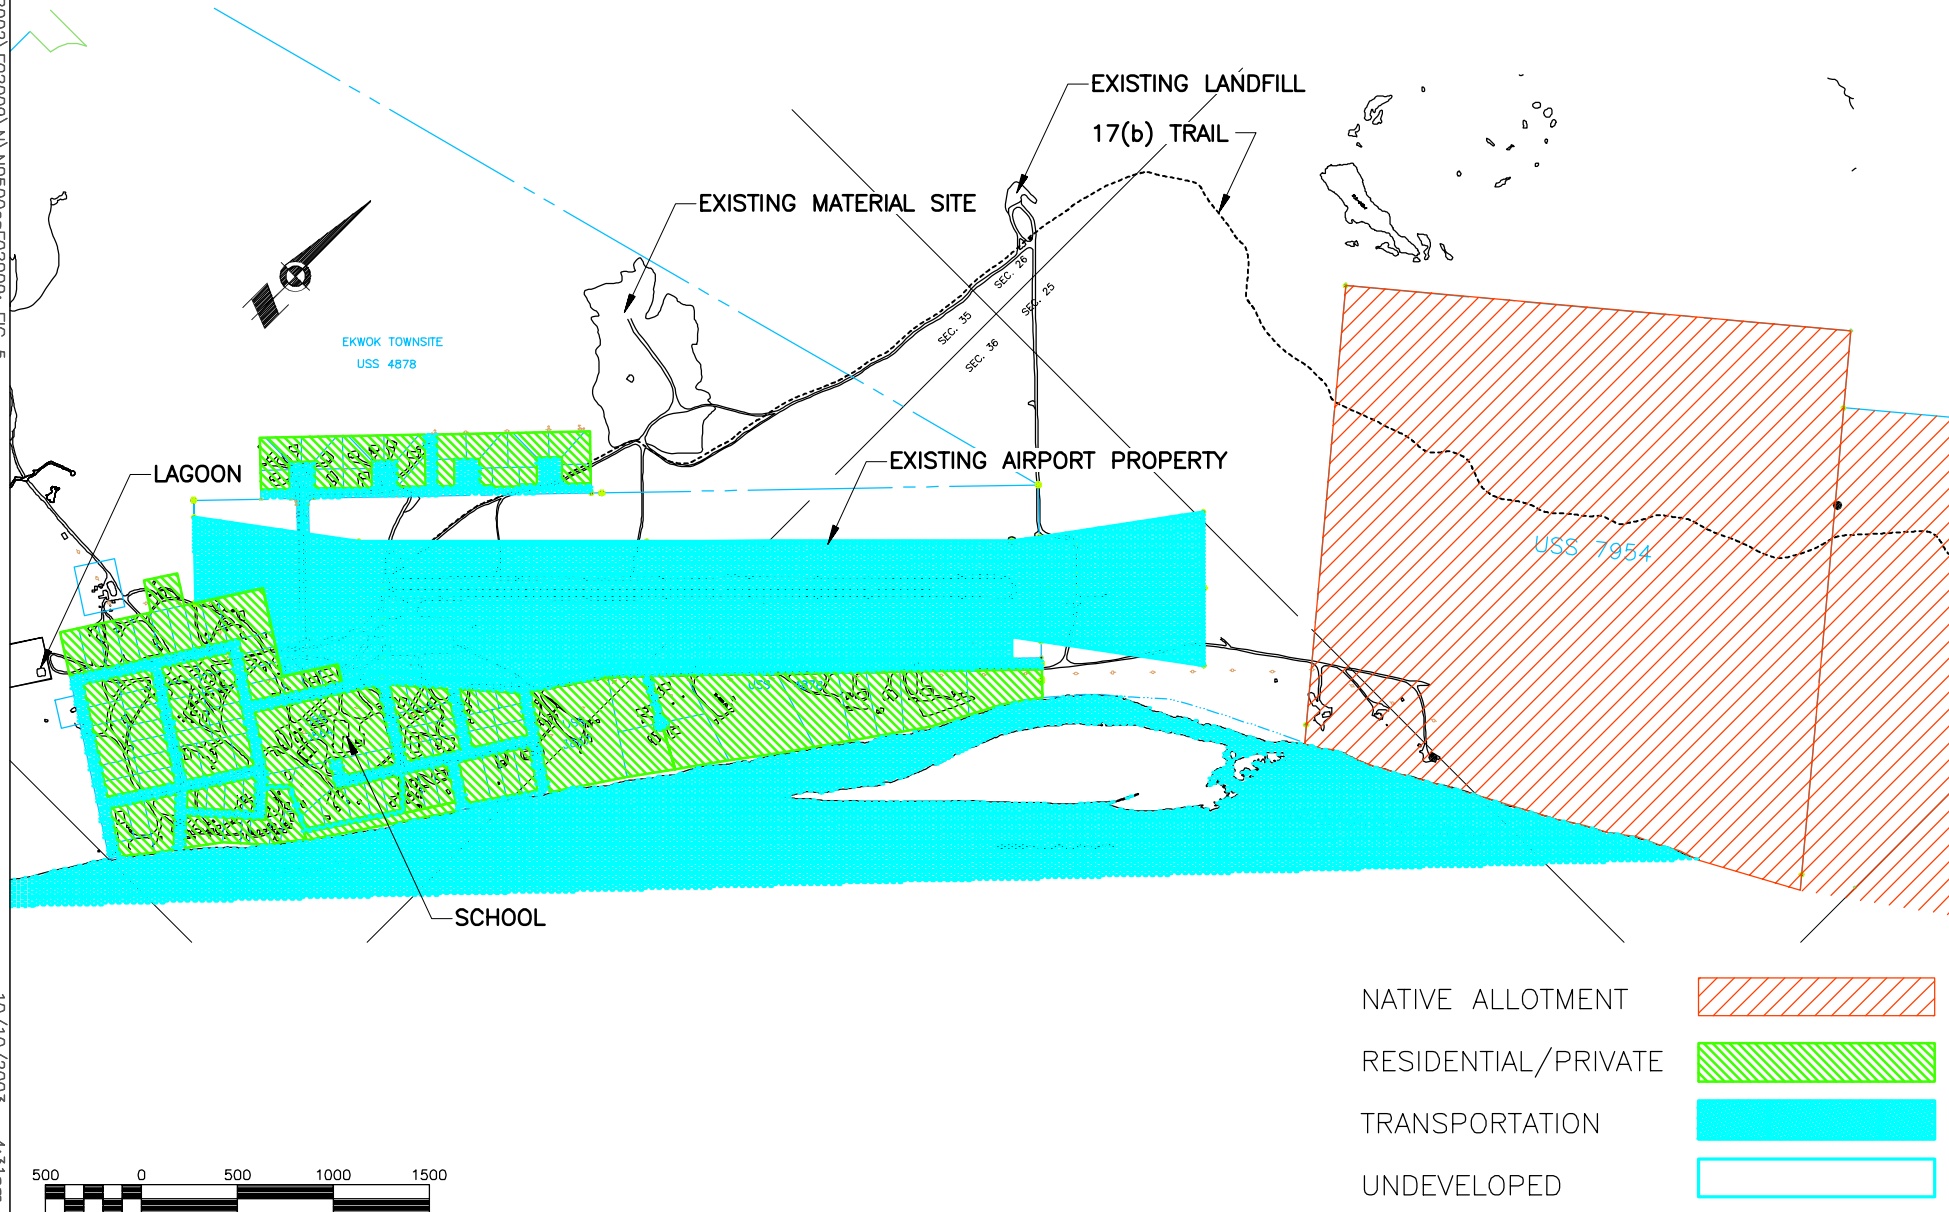 EXISTING LANDFILL
17(b) TRAIL
EXISTING MATERIAL SITE
SEC. 26
SEC. 25
SEC. 35
SEC. 36
EKWOK TOWNSITE
USS 4878
EXISTING AIRPORT PROPERTY
LAGOON
USS 7954
SCHOOL
NATIVE ALLOTMENT
RESIDENTIAL/PRIVATE
TRANSPORTATION
UNDEVELOPED
500 0 500 1000 1500